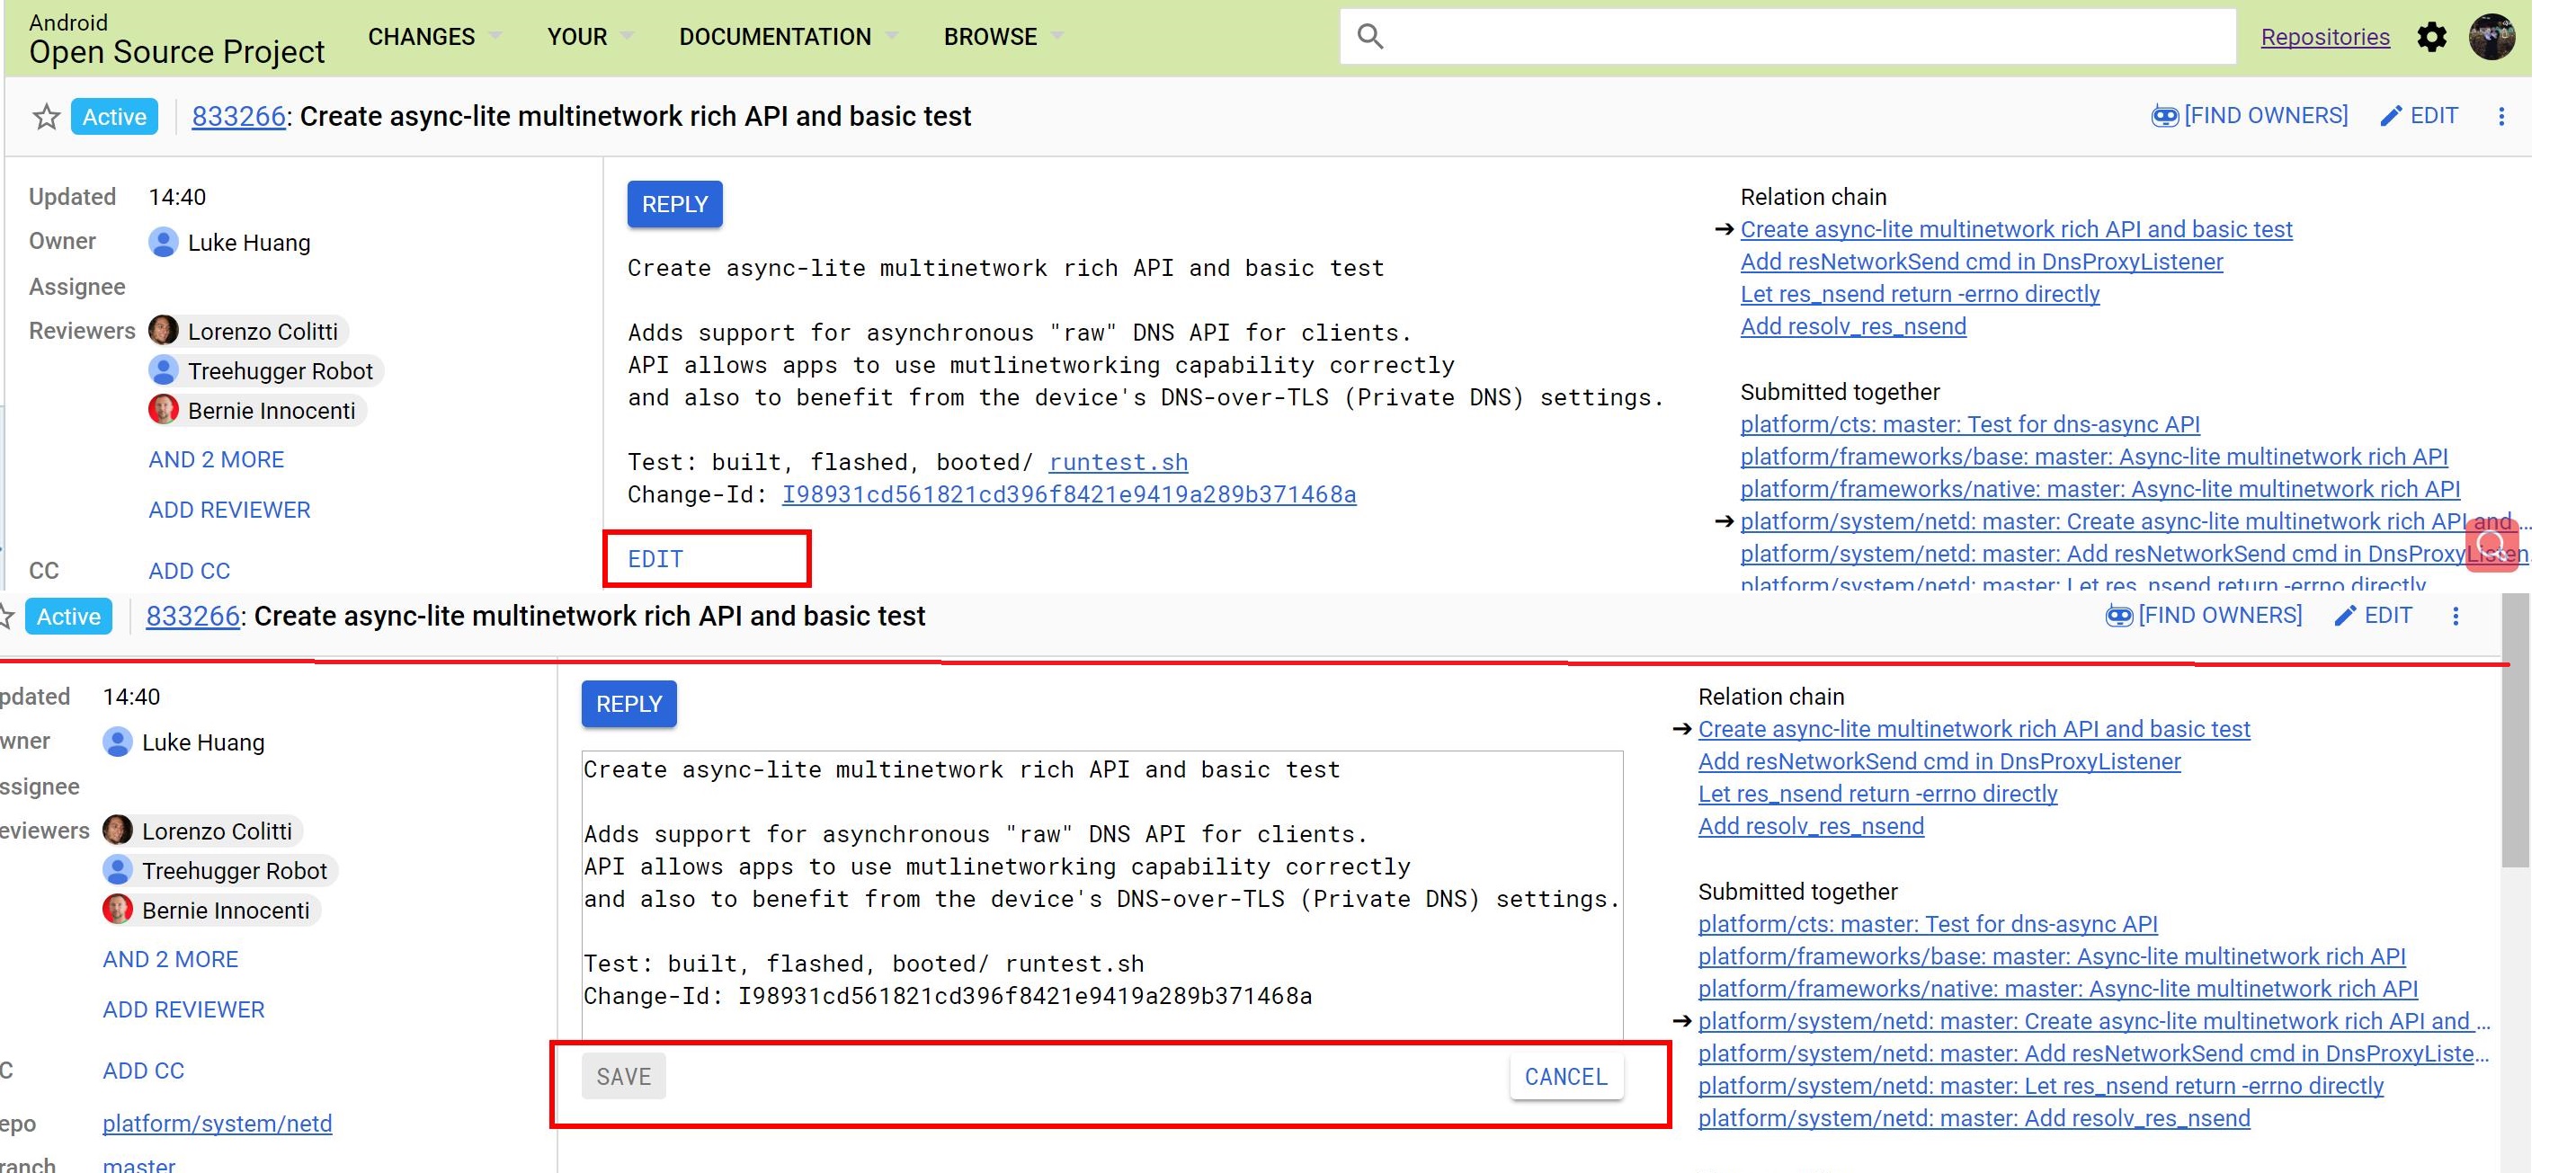 Android
Open Source Project
CHANGES
YOUR
DOCUMENTATION
BROWSE
Repositories
Active
833266: Create async-lite multinetwork rich API and basic test
[FIND OWNERS]
EDIT
Updated 14:40
Owner Luke Huang
Assignee
Reviewers Lorenzo Colitti
Treehugger Robot
Bernie Innocenti
AND 2 MORE
ADD REVIEWER
CC ADD CC
REPLY
Create async-lite multinetwork rich API and basic test
Adds support for asynchronous "raw" DNS API for clients.
API allows apps to use mutlinetworking capability correctly
and also to benefit from the device's DNS-over-TLS (Private DNS) settings.
Test: built, flashed, booted/ runtest.sh
Change-Id: I98931cd561821cd396f8421e9419a289b371468a
EDIT
Relation chain
➔ Create async-lite multinetwork rich API and basic test
Add resNetworkSend cmd in DnsProxyListener
Let res_nsend return -errno directly
Add resolv_res_nsend
Submitted together
platform/cts: master: Test for dns-async API
platform/frameworks/base: master: Async-lite multinetwork rich API
platform/frameworks/native: master: Async-lite multinetwork rich API
➔ platform/system/netd: master: Create async-lite multinetwork rich API and ...
platform/system/netd: master: Add resNetworkSend cmd in DnsProxyListen
platform/system/netd: master: Let res_nsend return -errno directly
Active
833266: Create async-lite multinetwork rich API and basic test
[FIND OWNERS]
EDIT
pdated 14:40
wner Luke Huang
ssignee
eviewers Lorenzo Colitti
Treehugger Robot
Bernie Innocenti
AND 2 MORE
ADD REVIEWER
C ADD CC
epo platform/system/netd
ranch master
REPLY
Create async-lite multinetwork rich API and basic test
Adds support for asynchronous "raw" DNS API for clients.
API allows apps to use mutlinetworking capability correctly
and also to benefit from the device's DNS-over-TLS (Private DNS) settings.
Test: built, flashed, booted/ runtest.sh
Change-Id: I98931cd561821cd396f8421e9419a289b371468a
SAVE
CANCEL
Relation chain
➔ Create async-lite multinetwork rich API and basic test
Add resNetworkSend cmd in DnsProxyListener
Let res_nsend return -errno directly
Add resolv_res_nsend
Submitted together
platform/cts: master: Test for dns-async API
platform/frameworks/base: master: Async-lite multinetwork rich API
platform/frameworks/native: master: Async-lite multinetwork rich API
➔ platform/system/netd: master: Create async-lite multinetwork rich API and ...
platform/system/netd: master: Add resNetworkSend cmd in DnsProxyListe...
platform/system/netd: master: Let res_nsend return -errno directly
platform/system/netd: master: Add resolv_res_nsend